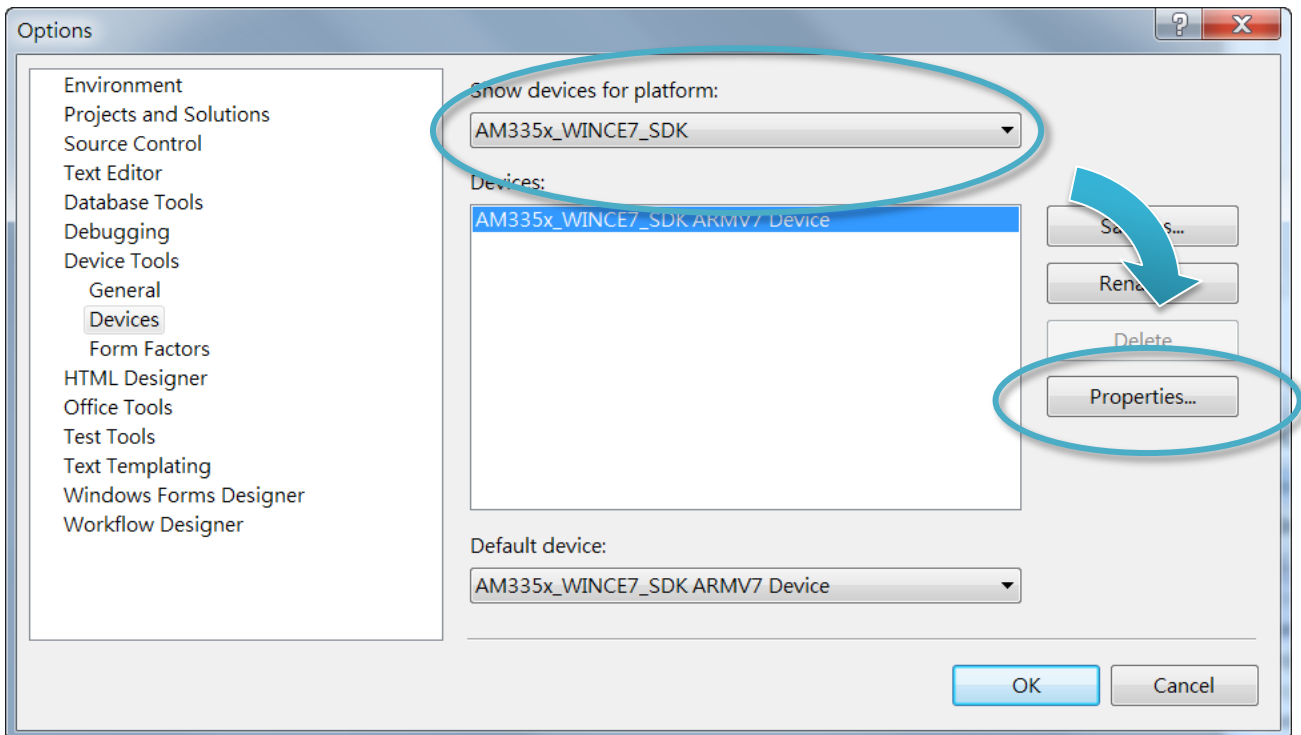 Options
Environment
Projects and Solutions
Source Control
Text Editor
Database Tools
Debugging
Device Tools
General
Devices
Form Factors
HTML Designer
Office Tools
Test Tools
Text Templating
Windows Forms Designer
Workflow Designer
Show devices for platform:
AM335x_WINCE7_SDK
Devices:
AM335x_WINCE7_SDK ARMV7 Device
Delete
Properties...
Default device:
AM335x_WINCE7_SDK ARMV7 Device
OK
Cancel